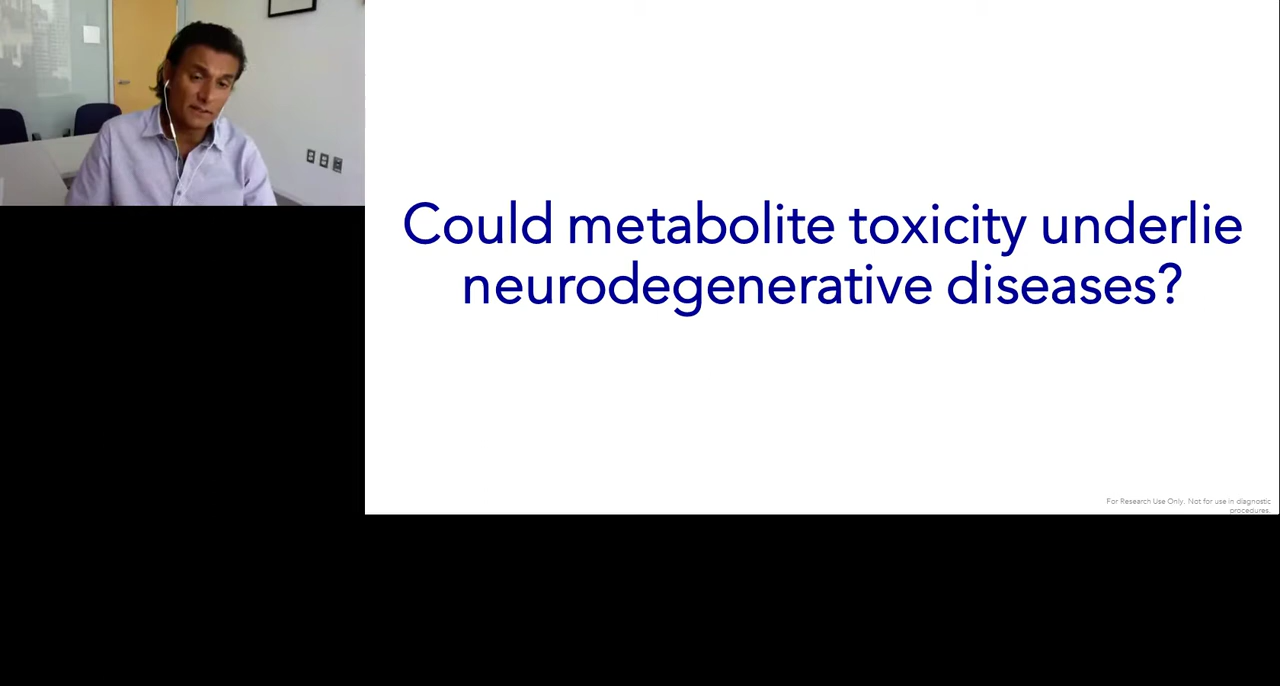 Could metabolite toxicity underlie
neurodegenerative diseases?
For Research Use Only. Not for use in diagnostic
procedures.